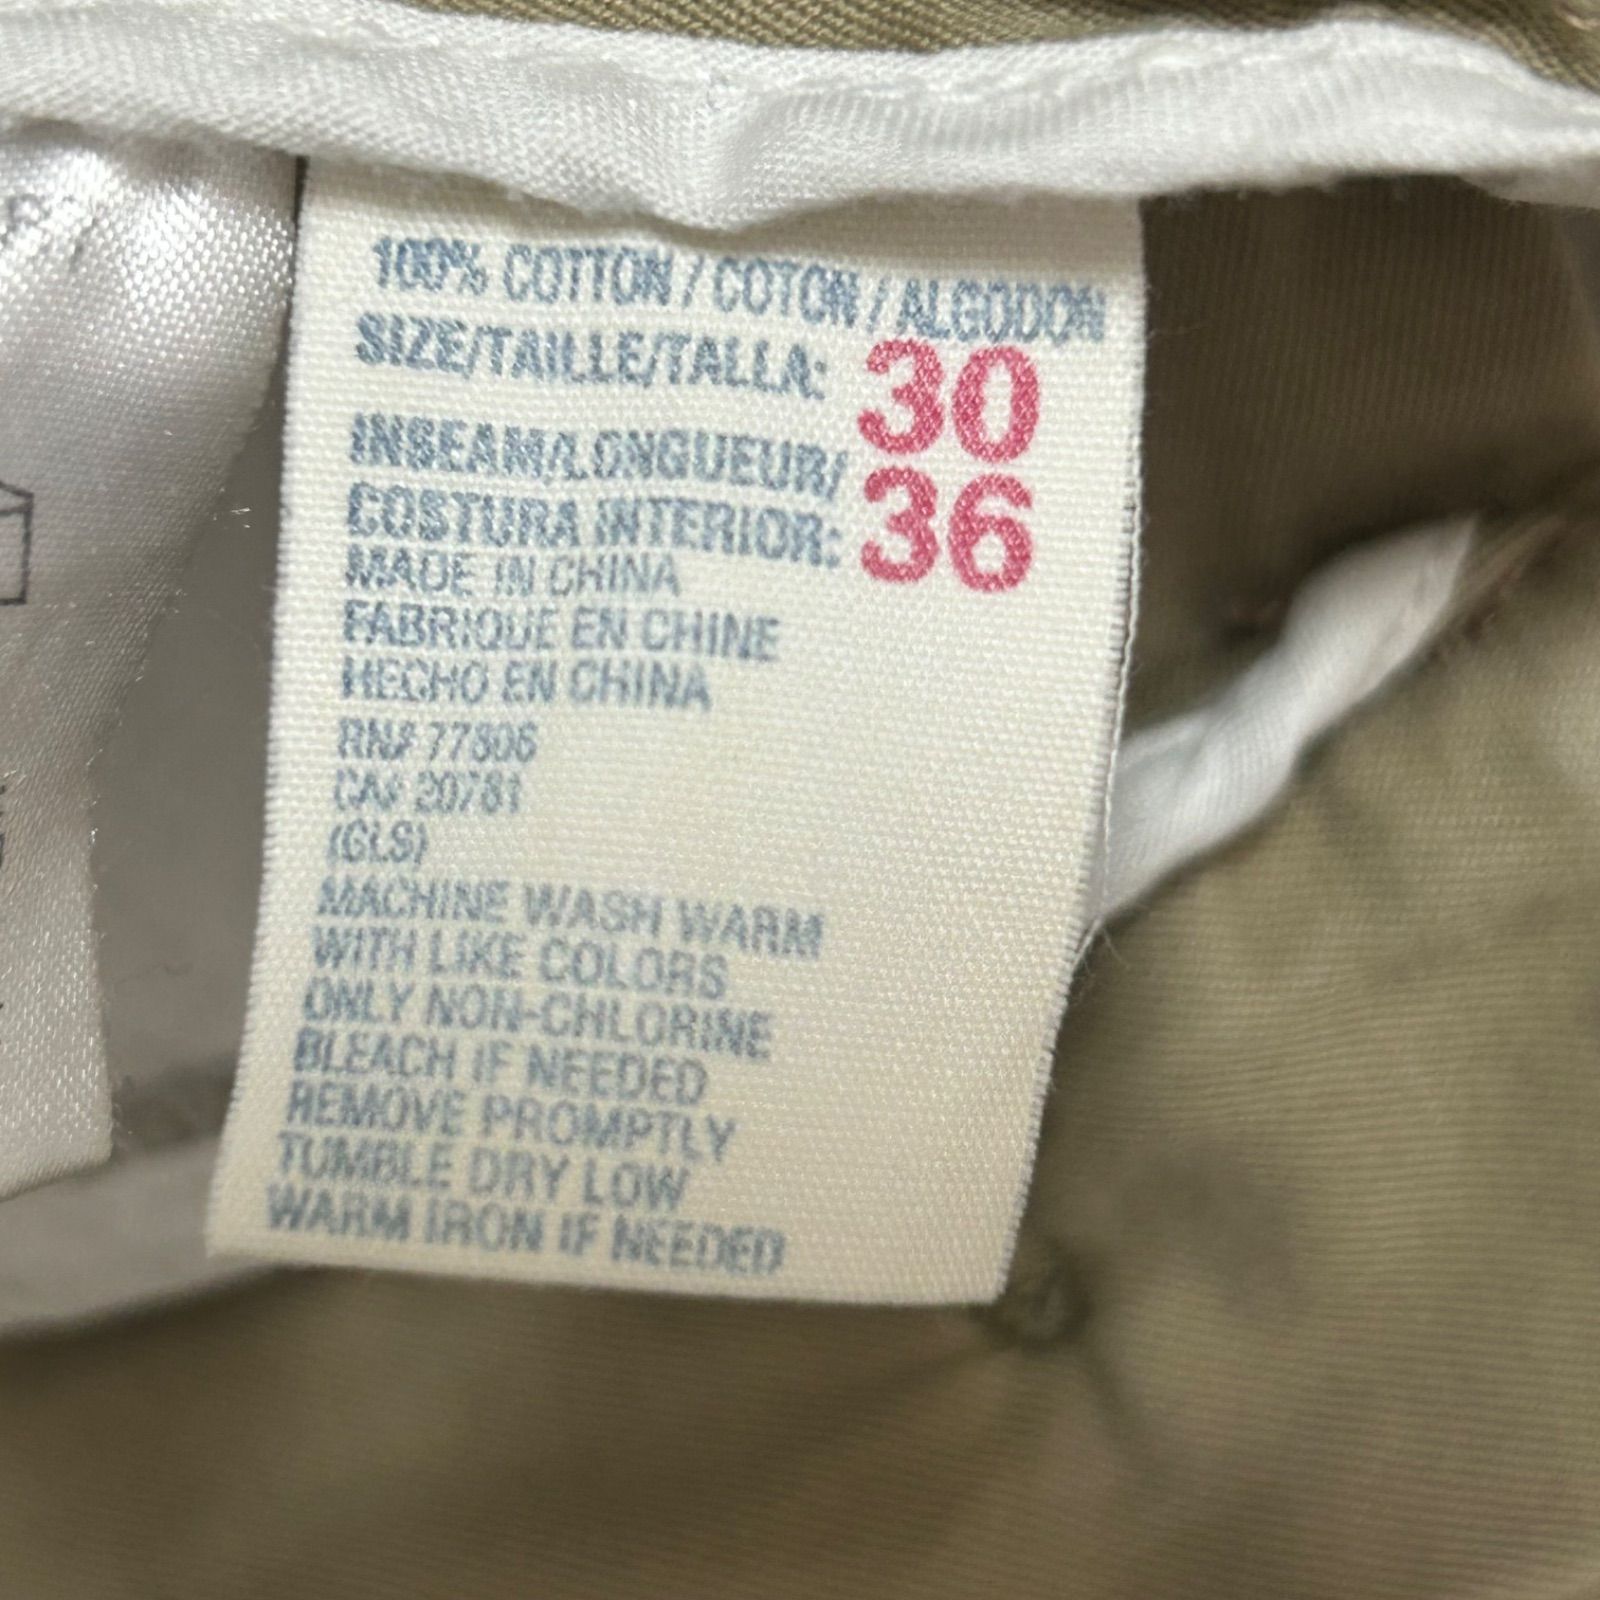 100% COTTON / COTON / ALGODON
SIZE/TAILLE/TALLA: 30
INSEAM/LONGUEUR/
COSTURA INTERIOR: 36
MADE IN CHINA
FABRIQUE EN CHINE
HECHO EN CHINA
RN# 77806
CA# 20781
(GLS)
MACHINE WASH WARM
WITH LIKE COLORS
ONLY NON-CHLORINE
BLEACH IF NEEDED
REMOVE PROMPTLY
TUMBLE DRY LOW
WARM IRON IF NEEDED